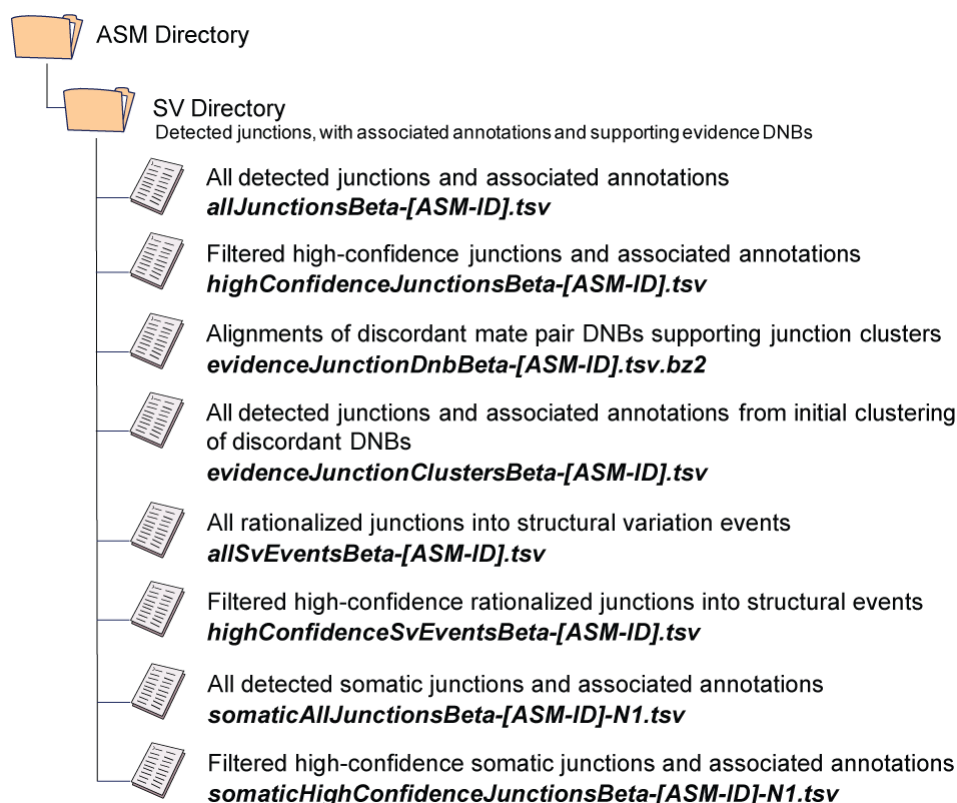 ASM Directory
SV Directory
Detected junctions, with associated annotations and supporting evidence DNBs
All detected junctions and associated annotations
allJunctionsBeta-[ASM-ID].tsv
Filtered high-confidence junctions and associated annotations
highConfidenceJunctionsBeta-[ASM-ID].tsv
Alignments of discordant mate pair DNBs supporting junction clusters
evidenceJunctionDnbBeta-[ASM-ID].tsv.bz2
All detected junctions and associated annotations from initial clustering
of discordant DNBs
evidenceJunctionClustersBeta-[ASM-ID].tsv
All rationalized junctions into structural variation events
allSvEventsBeta-[ASM-ID].tsv
Filtered high-confidence rationalized junctions into structural events
highConfidenceSvEventsBeta-[ASM-ID].tsv
All detected somatic junctions and associated annotations
somaticAllJunctionsBeta-[ASM-ID]-N1.tsv
Filtered high-confidence somatic junctions and associated annotations
somaticHighConfidenceJunctionsBeta-[ASM-ID]-N1.tsv